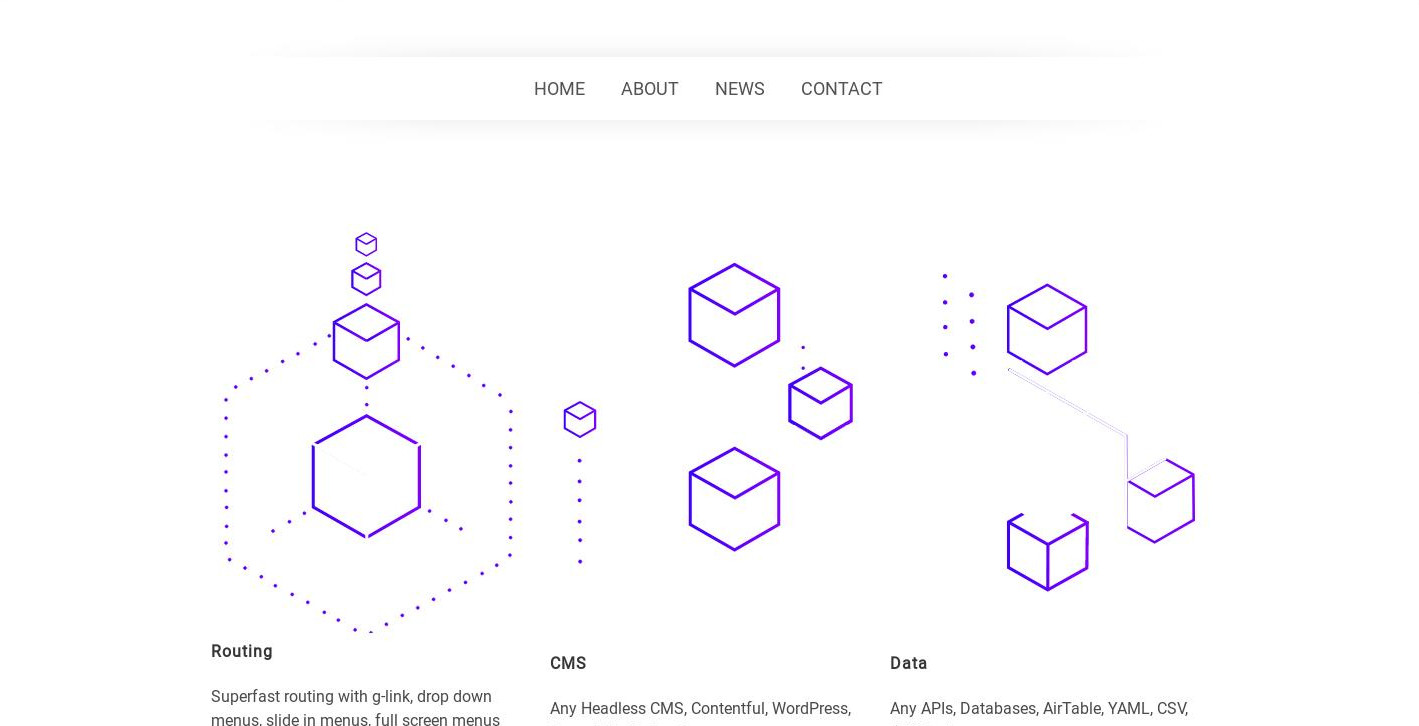 HOME ABOUT NEWS CONTACT
Routing
Superfast routing with g-link, drop down
menus, slide in menus, full screen menus
CMS
Any Headless CMS, Contentful, WordPress,
Data
Any APIs, Databases, AirTable, YAML, CSV,